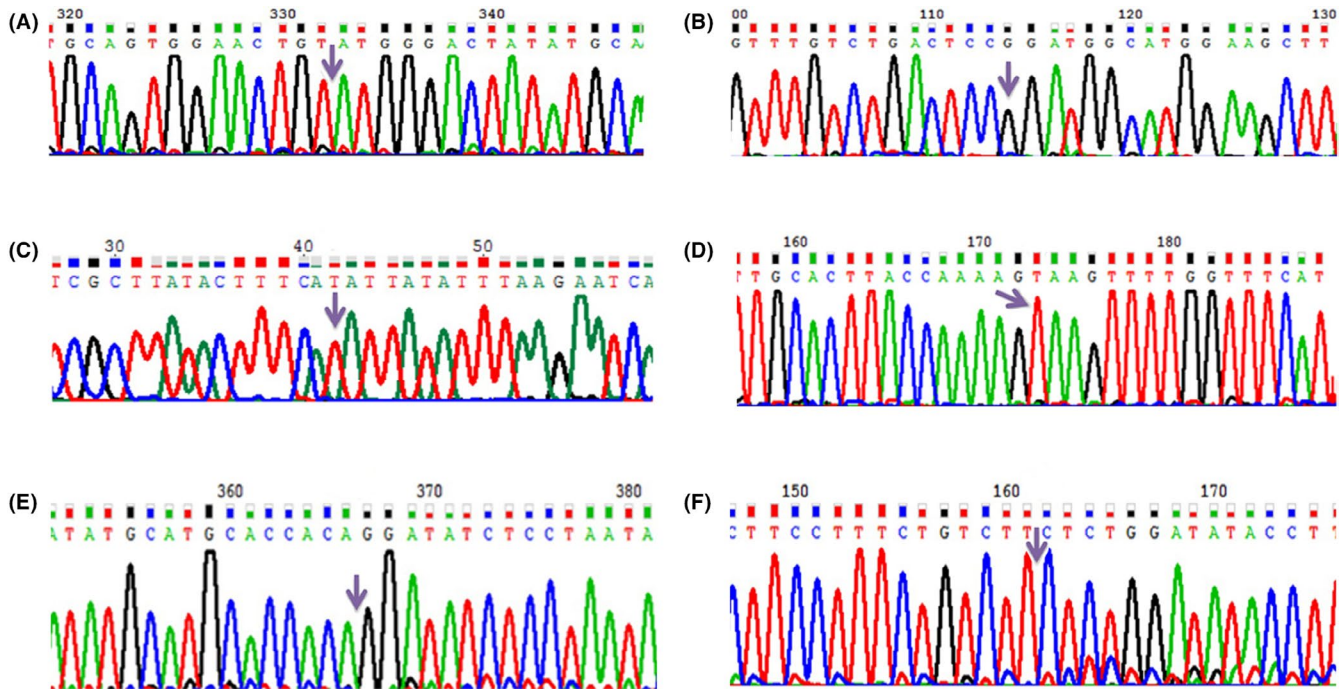 (A)
320 330 340
T G C A G T G G A A C T G T A T G G G A C T A T A T G C A
(B)
00 110 120 130
G T T T G T C T G A C T C C G G A T G G C A T G G A A G C T T
(C)
30 40 50
T C G C T T A T A C T T T C A T A T T A T A T T T A A G A A T C A
(D)
160 170 180
T T G C A C T T A C C A A A A G T A A G T T T T G G T T T C A T
(E)
360 370 380
A T A T G C A T G C A C C A C A G G A T A T C T C C T A A T A
(F)
150 160 170
C T T C C T T T C T G T C T T C T C T G G A T A T A C C T T